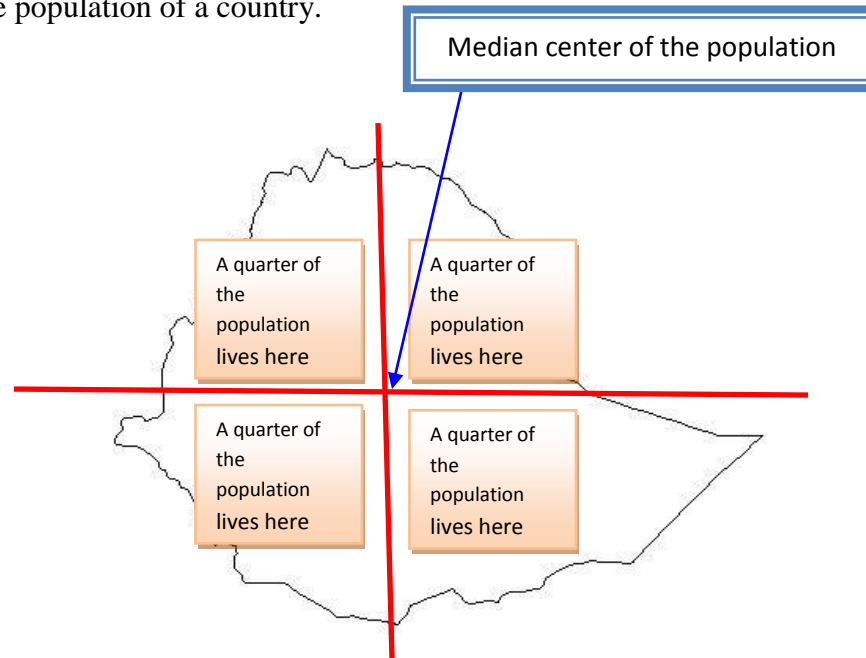 e population of a country.
Median center of the population
A quarter of
the
population
lives here
A quarter of
the
population
lives here
A quarter of
the
population
lives here
A quarter of
the
population
lives here